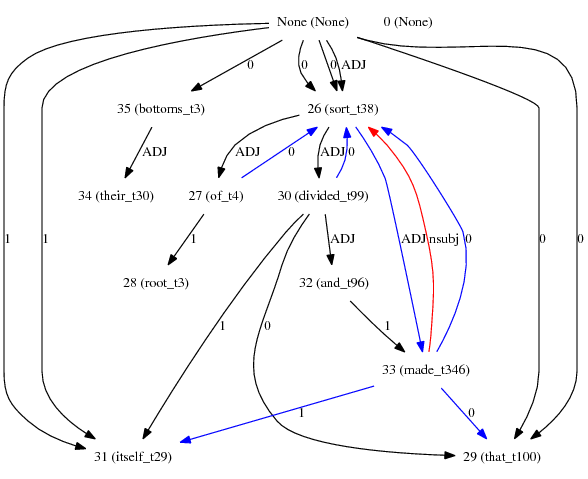 None (None) 0 (None)
0 0 0 ADJ
35 (bottoms_t3) 26 (sort_t38)
ADJ ADJ 0 ADJ 0
34 (their_t30) 27 (of_t4) 30 (divided_t99)
1 1 1 ADJ ADJ nsubj 0 0 0
28 (root_t3) 32 (and_t96)
1 0 1
33 (made_t346)
1 0
31 (itself_t29) 29 (that_t100)